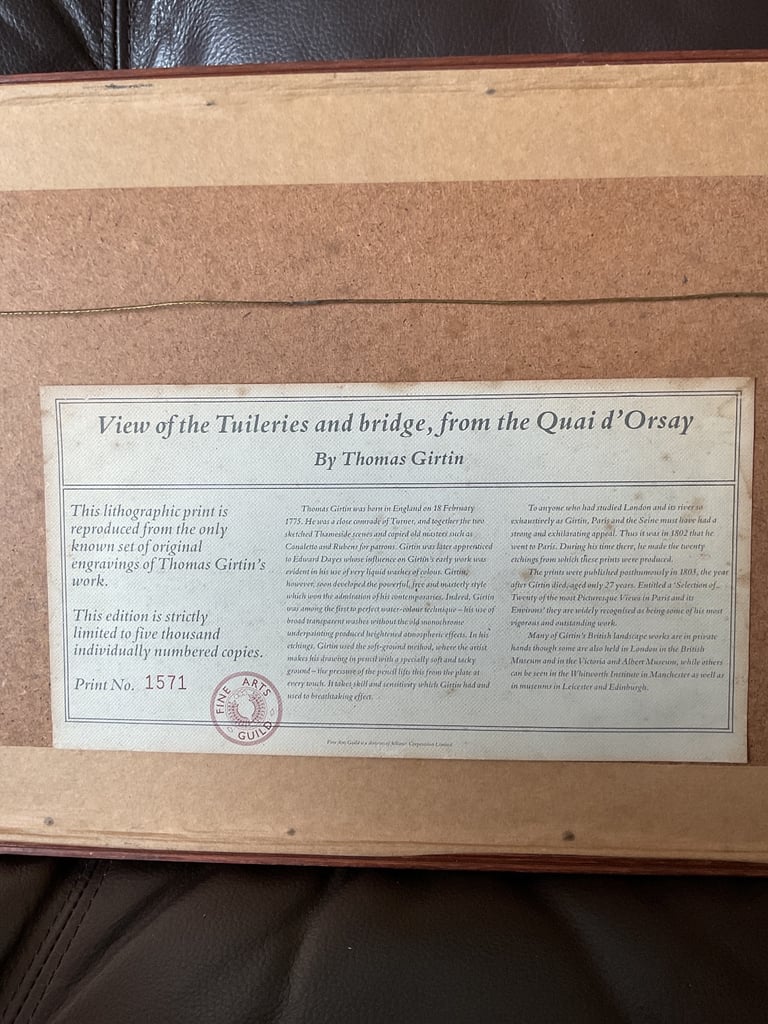 View of the Tuileries and bridge, from the Quai d'Orsay
By Thomas Girtin
This lithographic print is
reproduced from the only
known set of original
engravings of Thomas Girtin's
work.
This edition is strictly
limited to five thousand
individually numbered copies.
Print No. 1571
FINE ARTS GUILD
Thomas Girtin was born in England on 18 February
1775. He was a close comrade of Turner, and together the two
sketched Thameside scenes and copied old masters such as
Canaletto and Rubens for patrons. Girtin was later apprenticed
to Edward Dayes whose influence on Girtin's early work was
evident in his use of very liquid washes of colour. Girtin,
however, soon developed the powerful, free and masterly style
which won the admiration of his contemporaries. Indeed, Girtin
was among the first to perfect water-colour technique – his use of
broad transparent washes without the old monochrome
underpainting produced heightened atmospheric effects. In his
etchings, Girtin used the soft-ground method, where the artist
makes his drawing in pencil with a specially soft and tacky
ground – the pressure of the pencil lifts this from the plate at
every touch. It takes skill and sensitivity which Girtin had and
used to breathtaking effect.
To anyone who had studied London and its river so
exhaustively as Girtin, Paris and the Seine must have had a
strong and exhilarating appeal. Thus it was in 1802 that he
went to Paris. During his time there, he made the twenty
etchings from which these prints were produced.
The prints were published posthumously in 1803, the year
after Girtin died, aged only 27 years. Entitled a 'Selection of
Twenty of the most Picturesque Views in Paris and its
Environs' they are widely recognised as being some of his most
vigorous and outstanding work.
Many of Girtin's British landscape works are in private
hands though some are also held in London in the British
Museum and in the Victoria and Albert Museum, while others
can be seen in the Whitworth Institute in Manchester as well as
in museums in Leicester and Edinburgh.
Fine Arts Guild is a division of Corporation Limited